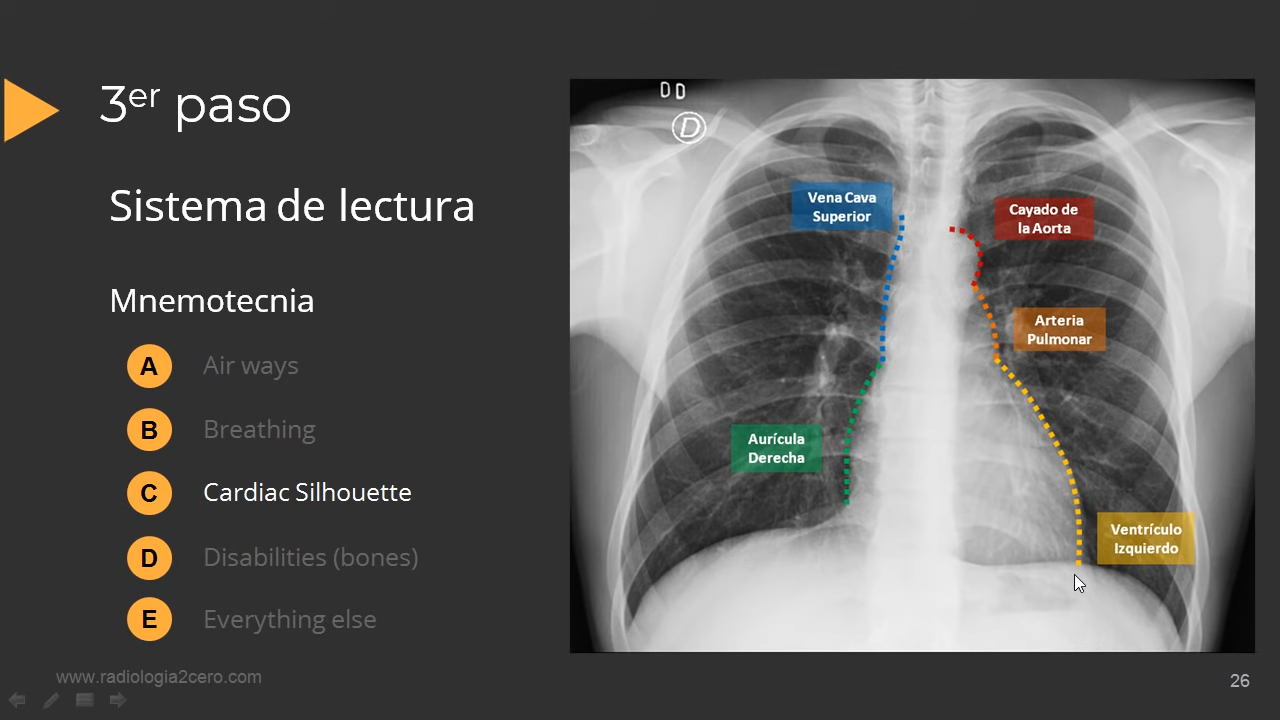 3er paso
Sistema de lectura
Mnemotecnia
A Air ways
B Breathing
C Cardiac Silhouette
D Disabilities (bones)
E Everything else
www.radiologia2cero.com
D D
D
Vena Cava
Superior
Cayado de
la Aorta
Arteria
Pulmonar
Aurícula
Derecha
Ventrículo
Izquierdo
26